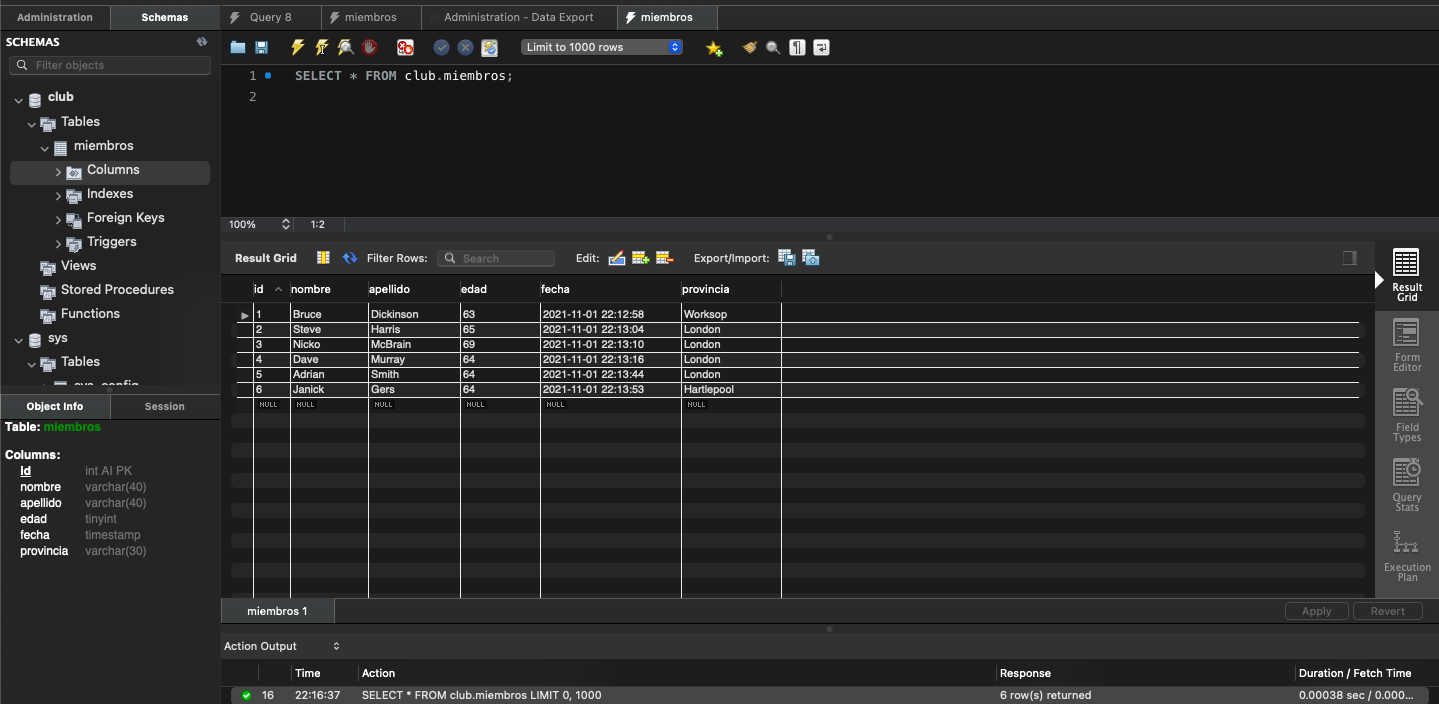 Administration Schemas Query 8 miembros Administration - Data Export miembros
SCHEMAS
Filter objects
Limit to 1000 rows
1 SELECT * FROM club.miembros;
2
club
Tables
miembros
Columns
Indexes
Foreign Keys
Triggers
Views
Stored Procedures
Functions
sys
Tables
100% 1:2
Result Grid Filter Rows: Search Edit: Export/Import:
id nombre apellido edad fecha provincia
1 Bruce Dickinson 63 2021-11-01 22:12:58 Worksop
2 Steve Harris 65 2021-11-01 22:13:04 London
3 Nicko McBrain 69 2021-11-01 22:13:10 London
4 Dave Murray 64 2021-11-01 22:13:16 London
5 Adrian Smith 64 2021-11-01 22:13:44 London
6 Janick Gers 64 2021-11-01 22:13:53 Hartlepool
NULL NULL NULL NULL NULL NULL
Result
Grid
Form
Editor
Field
Types
Query
Stats
Execution
Plan
Object Info Session
Table: miembros
Columns:
id int AI PK
nombre varchar(40)
apellido varchar(40)
edad tinyint
fecha timestamp
provincia varchar(30)
miembros 1 Apply Revert
Action Output
Time Action Response Duration / Fetch Time
16 22:16:37 SELECT * FROM club.miembros LIMIT 0, 1000 6 row(s) returned 0.00038 sec / 0.000...